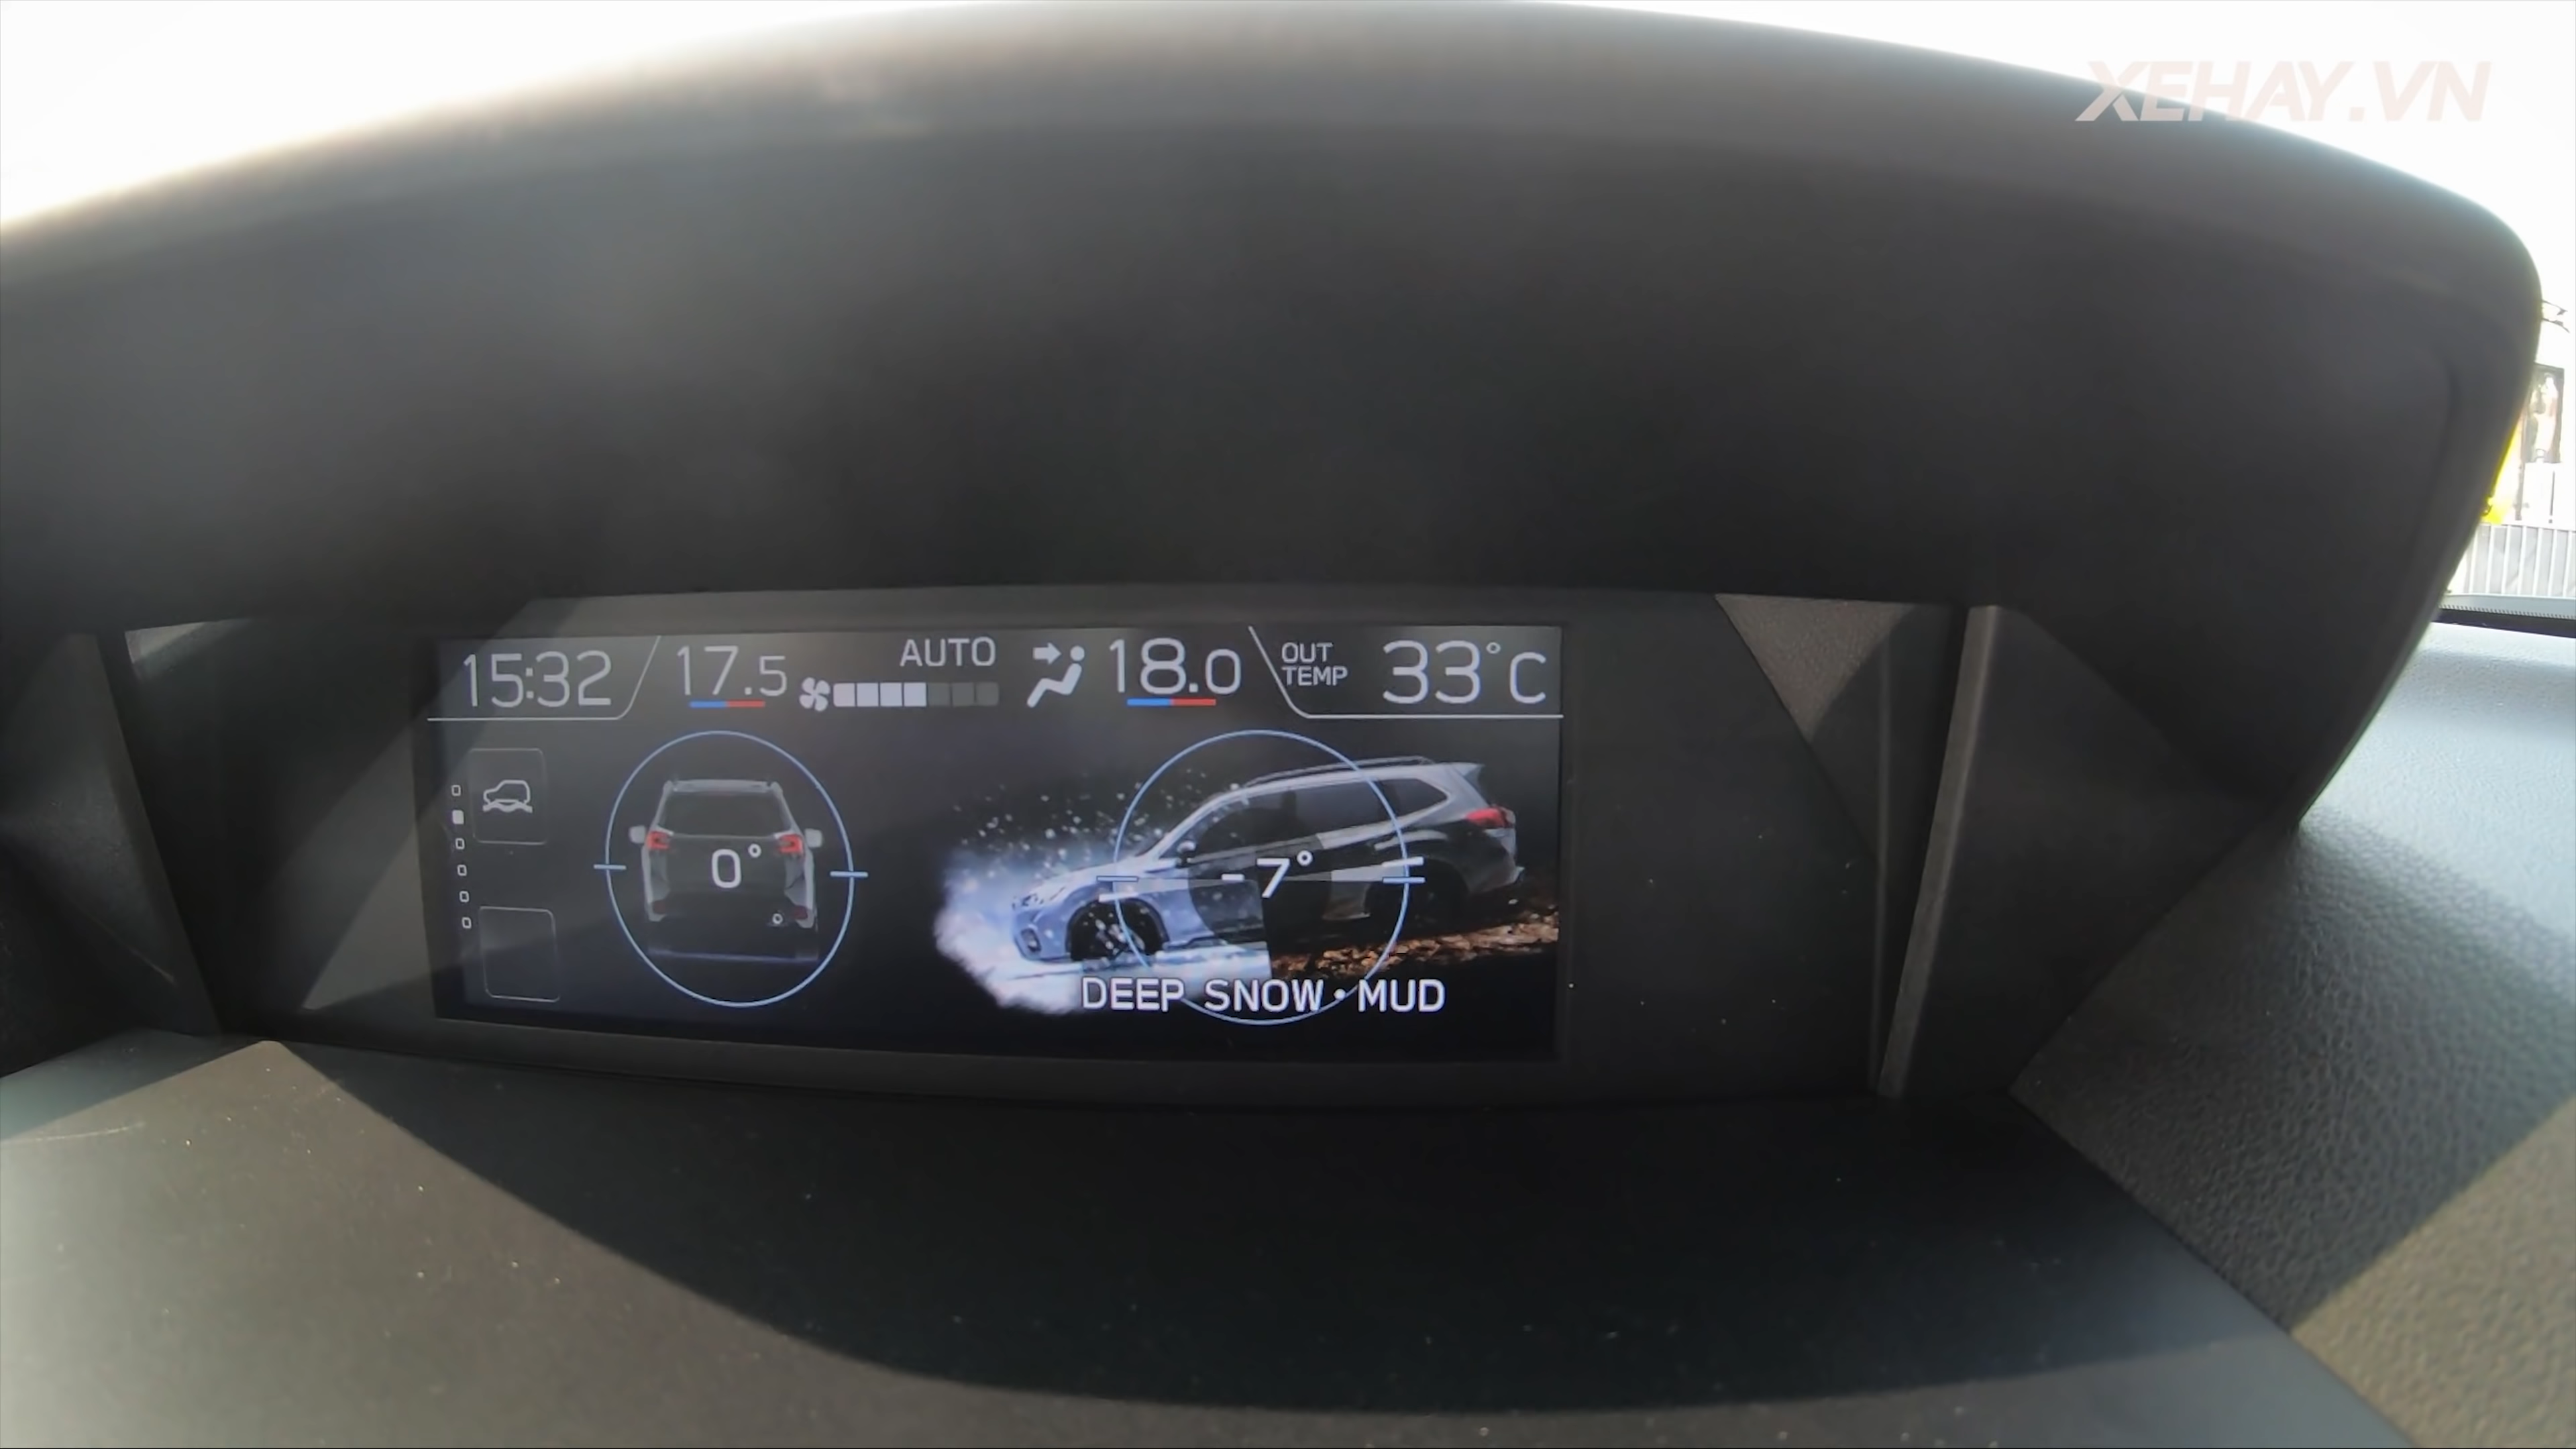 XEHAY.VN
15:32
17.5
AUTO
18.0
OUT TEMP
33°C
0°
-7°
DEEP SNOW • MUD